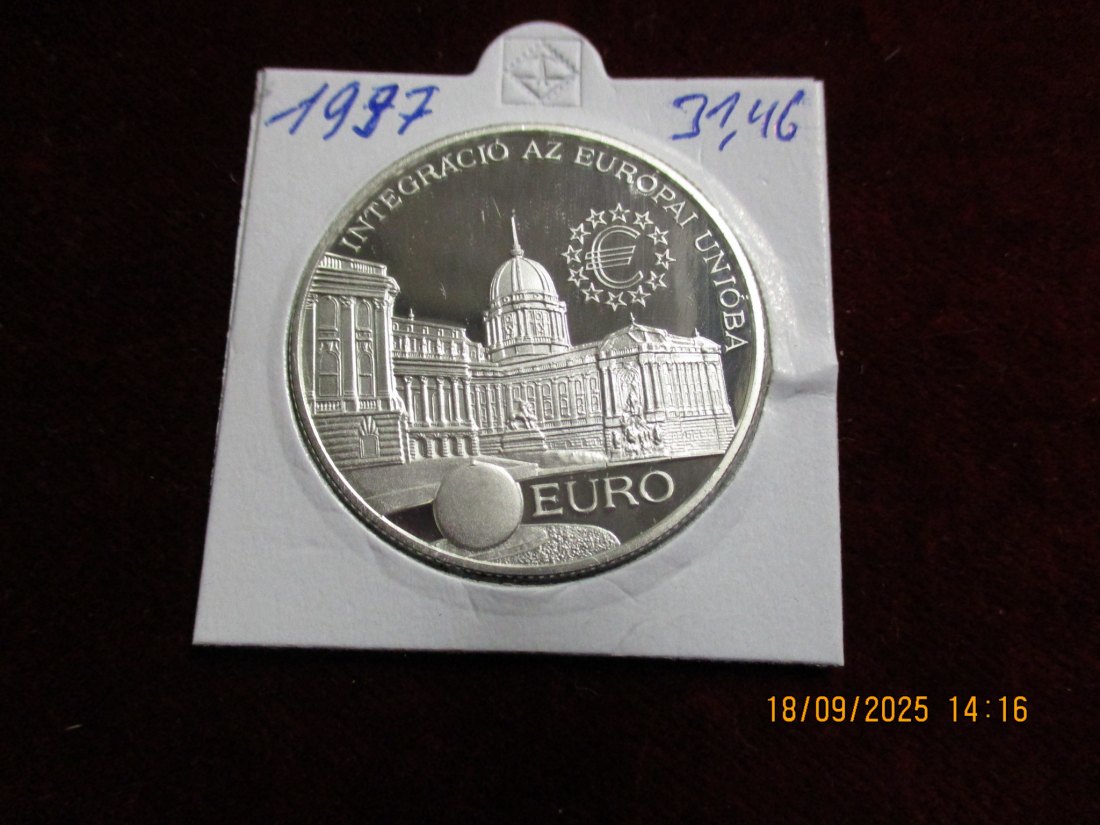 1997
31,46
INTEGRÁCIÓ AZ EURÓPAI UNIÓBA
€
EURO
18/09/2025 14:16